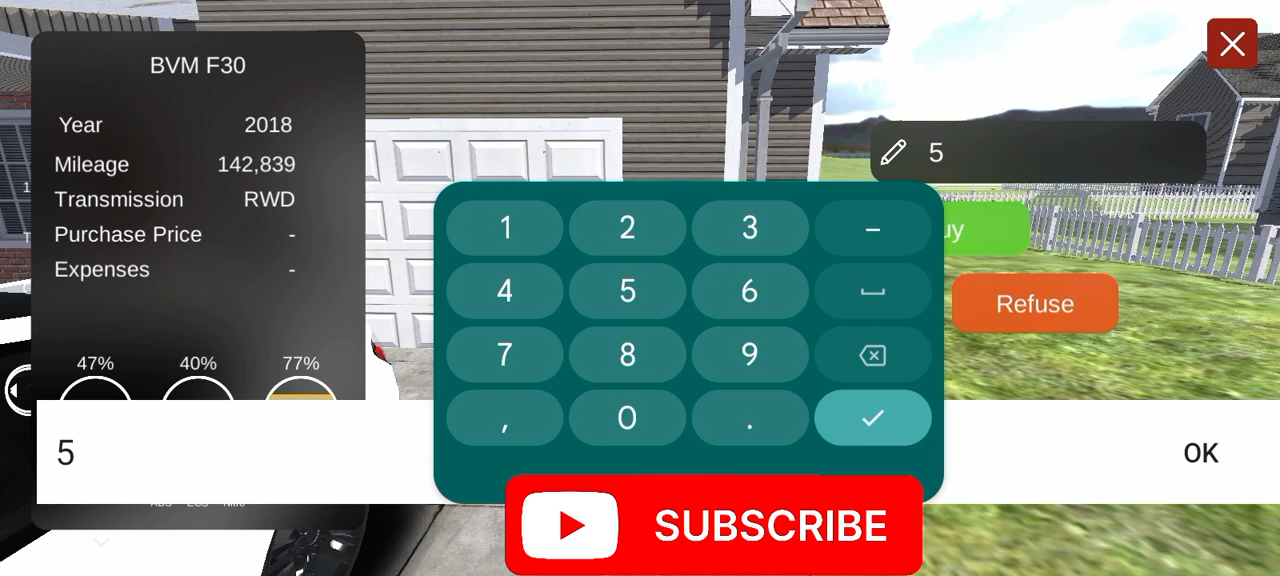 BVM F30
Year 2018
Mileage 142,839
Transmission RWD
Purchase Price -
Expenses -
47% 40% 77%
5
uy
Refuse
1 2 3 –
4 5 6
7 8 9
, 0 .
5
OK
SUBSCRIBE